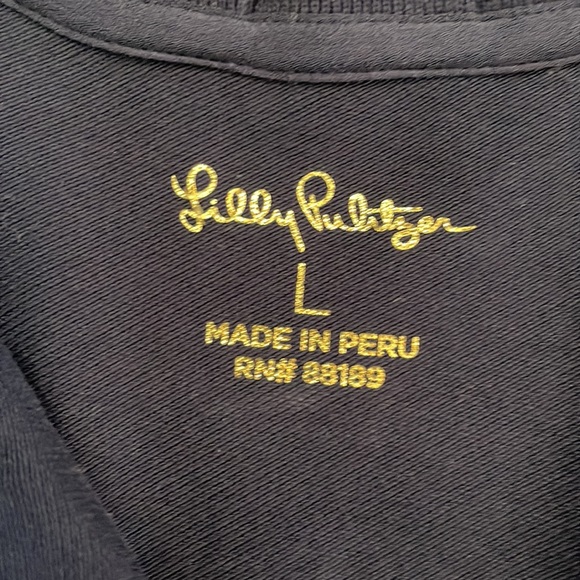 Lilly Pulitzer
L
MADE IN PERU
RN# 88189